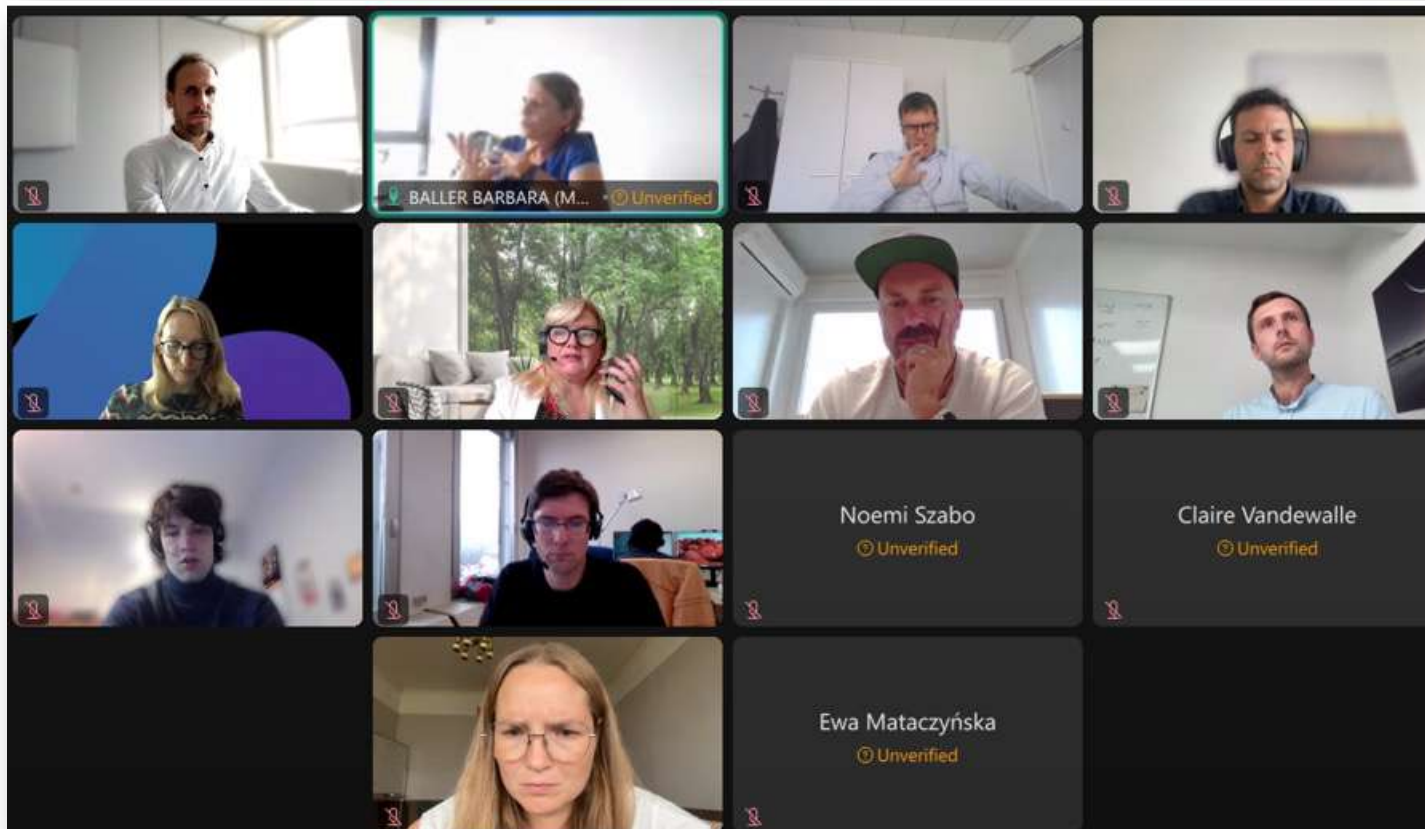 BALLER BARBARA (M... Unverified
Noemi Szabo
Unverified
Claire Vandewalle
Unverified
Ewa Mataczyńska
Unverified